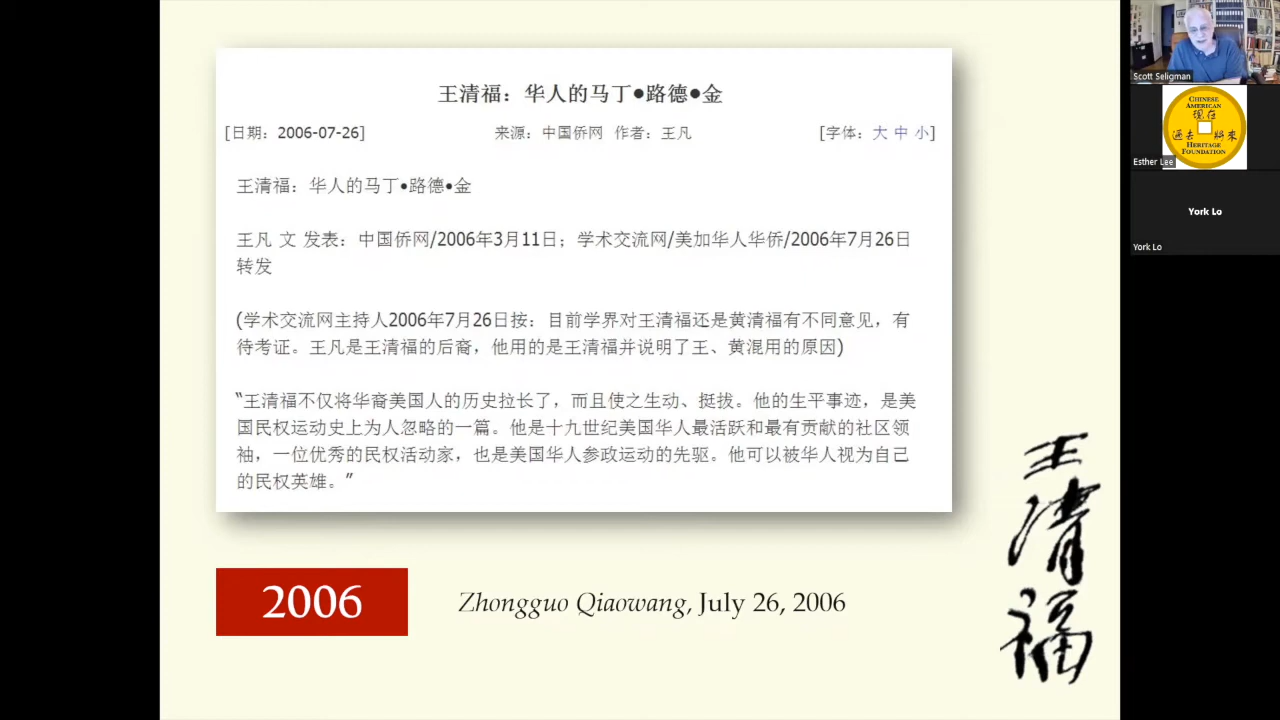 王清福：华人的马丁●路德●金
[日期：2006-07-26] 来源：中国侨网 作者：王凡 [字体：大 中 小]
王清福：华人的马丁•路德•金
王凡 文 发表：中国侨网/2006年3月11日；学术交流网/美加华人华侨/2006年7月26日
转发
(学术交流网主持人2006年7月26日按：目前学界对王清福还是黄清福有不同意见，有
待考证。王凡是王清福的后裔，他用的是王清福并说明了王、黄混用的原因)
“王清福不仅将华裔美国人的历史拉长了，而且使之生动、挺拔。他的生平事迹，是美
国民权运动史上为人忽略的一篇。他是十九世纪美国华人最活跃和最有贡献的社区领
袖，一位优秀的民权活动家，也是美国华人参政运动的先驱。他可以被华人视为自己
的民权英雄。”
2006
Zhongguo Qiaowang, July 26, 2006
王清福
Scott Seligman
CHINESE
AMERICAN
現在
過去 將來
HERITAGE
FOUNDATION
Esther Lee
York Lo
York Lo